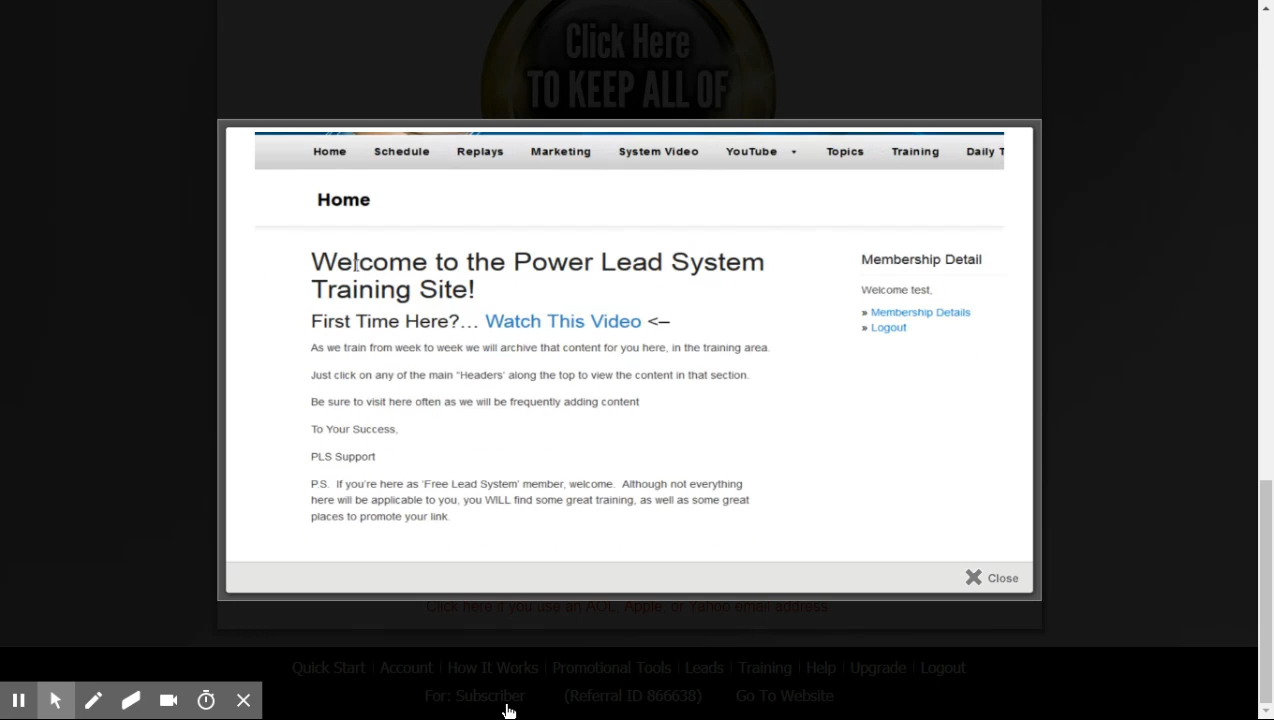 Click Here
TO KEEP ALL OF
Home Schedule Replays Marketing System Video YouTube Topics Training Daily T
Home
Welcome to the Power Lead System
Training Site!
First Time Here?... Watch This Video <–
As we train from week to week we will archive that content for you here, in the training area.
Just click on any of the main "Headers' along the top to view the content in that section.
Be sure to visit here often as we will be frequently adding content
To Your Success,
PLS Support
P.S. If you're here as 'Free Lead System' member, welcome. Although not everything
here will be applicable to you, you WILL find some great training, as well as some great
places to promote your link.
Membership Detail
Welcome test,
» Membership Details
» Logout
Close
Click here if you use an AOL, Apple, or Yahoo email address
Quick Start | Account | How It Works | Promotional Tools | Leads | Training | Help | Upgrade | Logout
For: Subscriber (Referral ID 866638) Go To Website